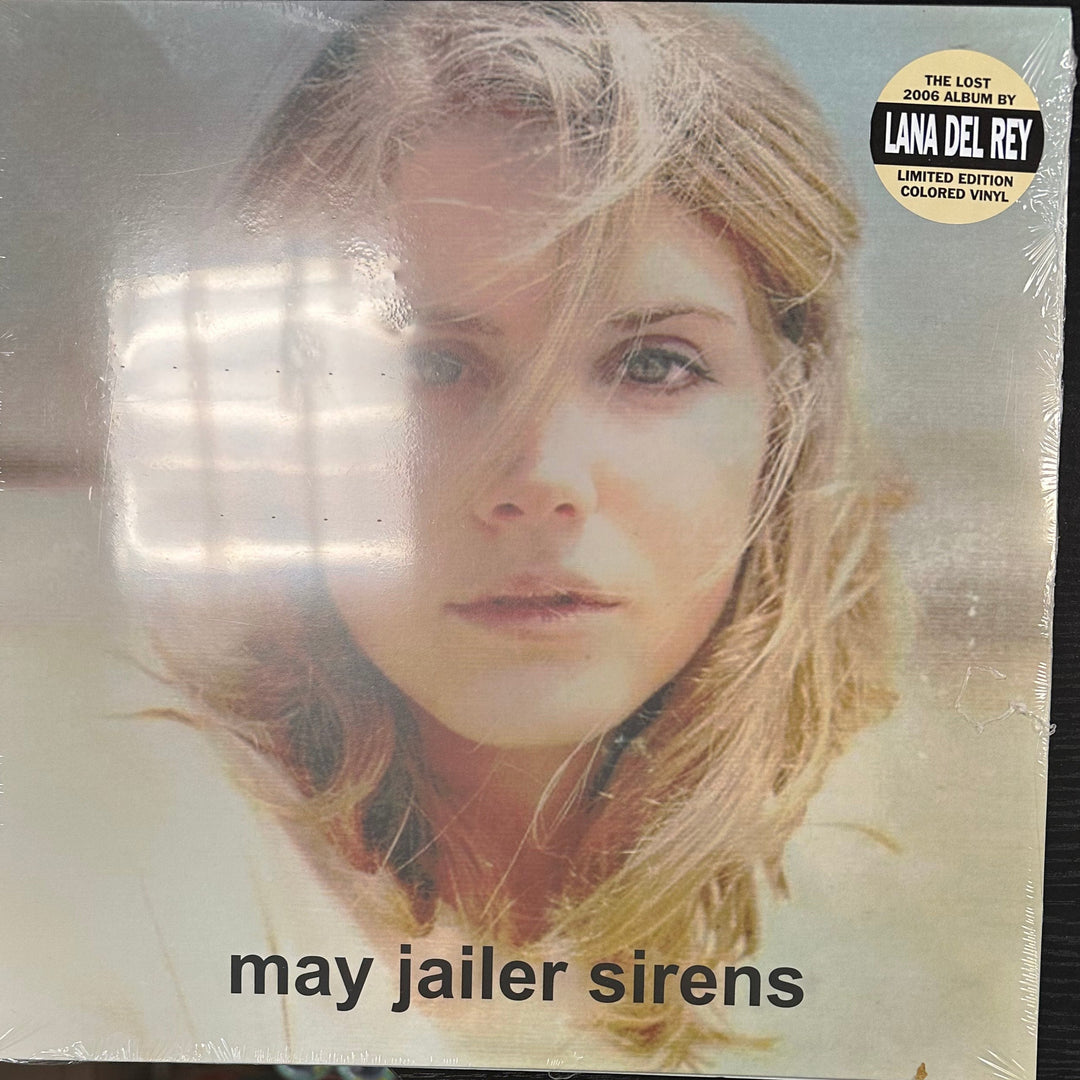 THE LOST
2006 ALBUM BY
LANA DEL REY
LIMITED EDITION
COLORED VINYL
may jailer sirens